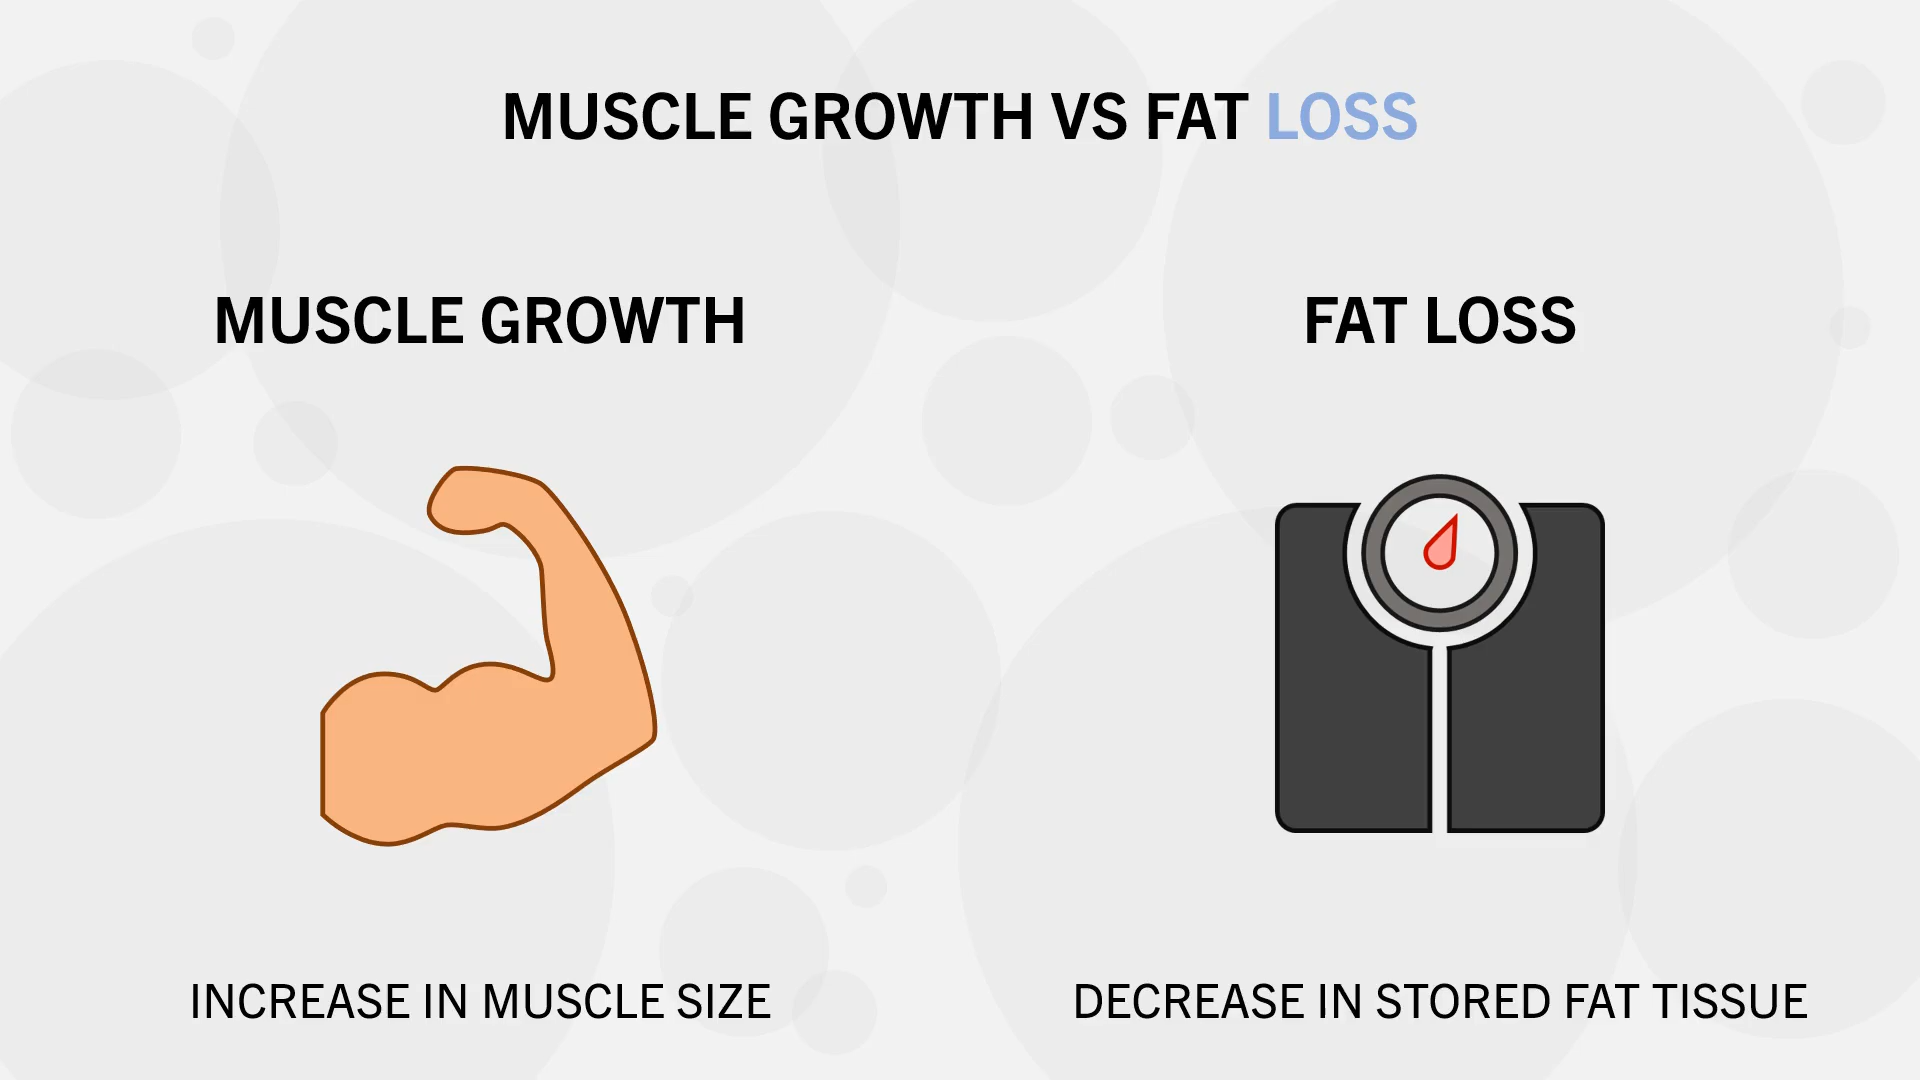 MUSCLE GROWTH VS FAT LOSS
MUSCLE GROWTH
FAT LOSS
INCREASE IN MUSCLE SIZE
DECREASE IN STORED FAT TISSUE